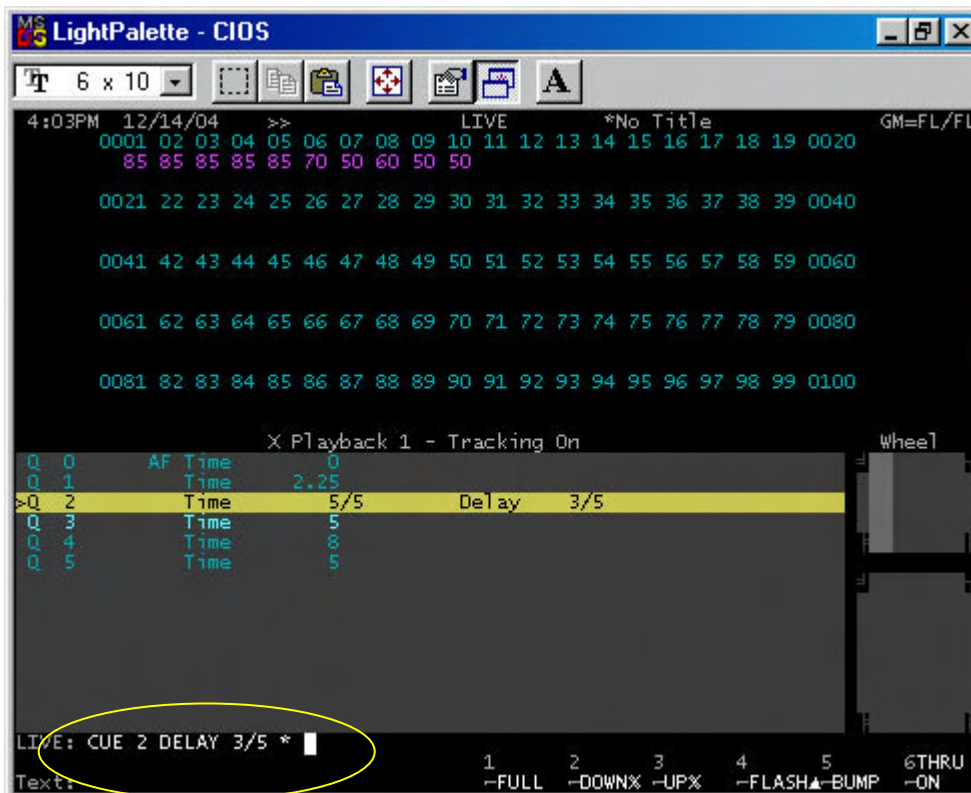 LightPalette - CIOS
6 x 10
A
4:03PM 12/14/04 >> LIVE *No Title GM=FL/FL
0001 02 03 04 05 06 07 08 09 10 11 12 13 14 15 16 17 18 19 0020
85 85 85 85 85 70 50 60 50 50
0021 22 23 24 25 26 27 28 29 30 31 32 33 34 35 36 37 38 39 0040
0041 42 43 44 45 46 47 48 49 50 51 52 53 54 55 56 57 58 59 0060
0061 62 63 64 65 66 67 68 69 70 71 72 73 74 75 76 77 78 79 0080
0081 82 83 84 85 86 87 88 89 90 91 92 93 94 95 96 97 98 99 0100
X Playback 1 - Tracking On Wheel
Q 0 AF Time 0
Q 1 Time 2.25
>Q 2 Time 5/5 Delay 3/5
Q 3 Time 5
Q 4 Time 8
Q 5 Time 5
LIVE: CUE 2 DELAY 3/5 *
1 2 3 4 5 6THRU
Text: ⌐FULL ⌐DOWN% ⌐UP% ⌐FLASH▲⌐BUMP ⌐ON